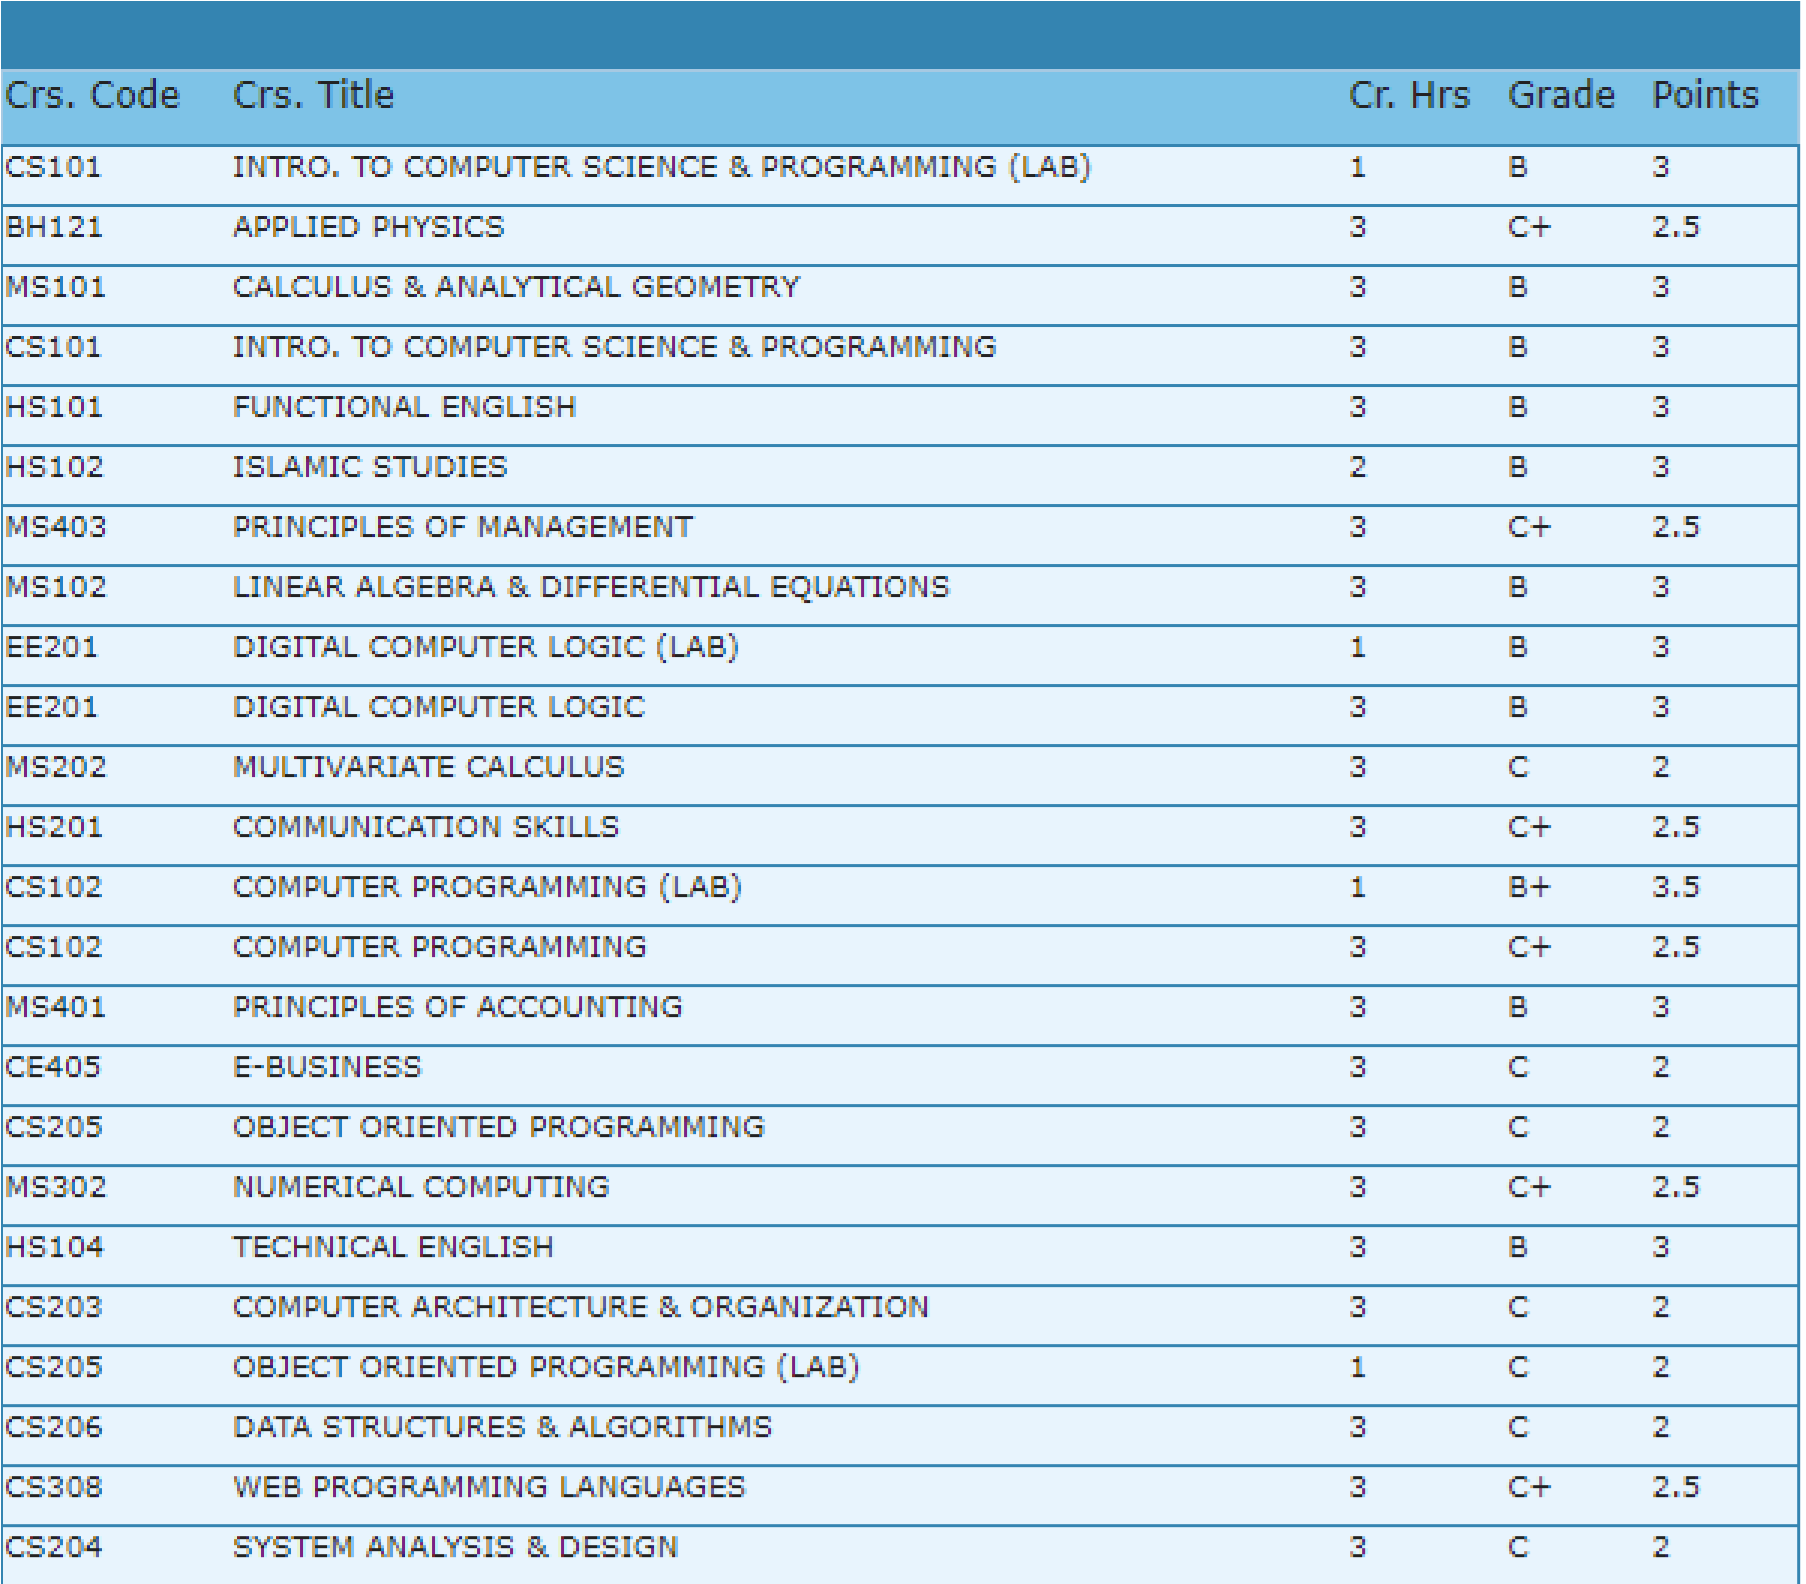 Crs. Code Crs. Title Cr. Hrs Grade Points
CS101 INTRO. TO COMPUTER SCIENCE & PROGRAMMING (LAB) 1 B 3
BH121 APPLIED PHYSICS 3 C+ 2.5
MS101 CALCULUS & ANALYTICAL GEOMETRY 3 B 3
CS101 INTRO. TO COMPUTER SCIENCE & PROGRAMMING 3 B 3
HS101 FUNCTIONAL ENGLISH 3 B 3
HS102 ISLAMIC STUDIES 2 B 3
MS403 PRINCIPLES OF MANAGEMENT 3 C+ 2.5
MS102 LINEAR ALGEBRA & DIFFERENTIAL EQUATIONS 3 B 3
EE201 DIGITAL COMPUTER LOGIC (LAB) 1 B 3
EE201 DIGITAL COMPUTER LOGIC 3 B 3
MS202 MULTIVARIATE CALCULUS 3 C 2
HS201 COMMUNICATION SKILLS 3 C+ 2.5
CS102 COMPUTER PROGRAMMING (LAB) 1 B+ 3.5
CS102 COMPUTER PROGRAMMING 3 C+ 2.5
MS401 PRINCIPLES OF ACCOUNTING 3 B 3
CE405 E-BUSINESS 3 C 2
CS205 OBJECT ORIENTED PROGRAMMING 3 C 2
MS302 NUMERICAL COMPUTING 3 C+ 2.5
HS104 TECHNICAL ENGLISH 3 B 3
CS203 COMPUTER ARCHITECTURE & ORGANIZATION 3 C 2
CS205 OBJECT ORIENTED PROGRAMMING (LAB) 1 C 2
CS206 DATA STRUCTURES & ALGORITHMS 3 C 2
CS308 WEB PROGRAMMING LANGUAGES 3 C+ 2.5
CS204 SYSTEM ANALYSIS & DESIGN 3 C 2